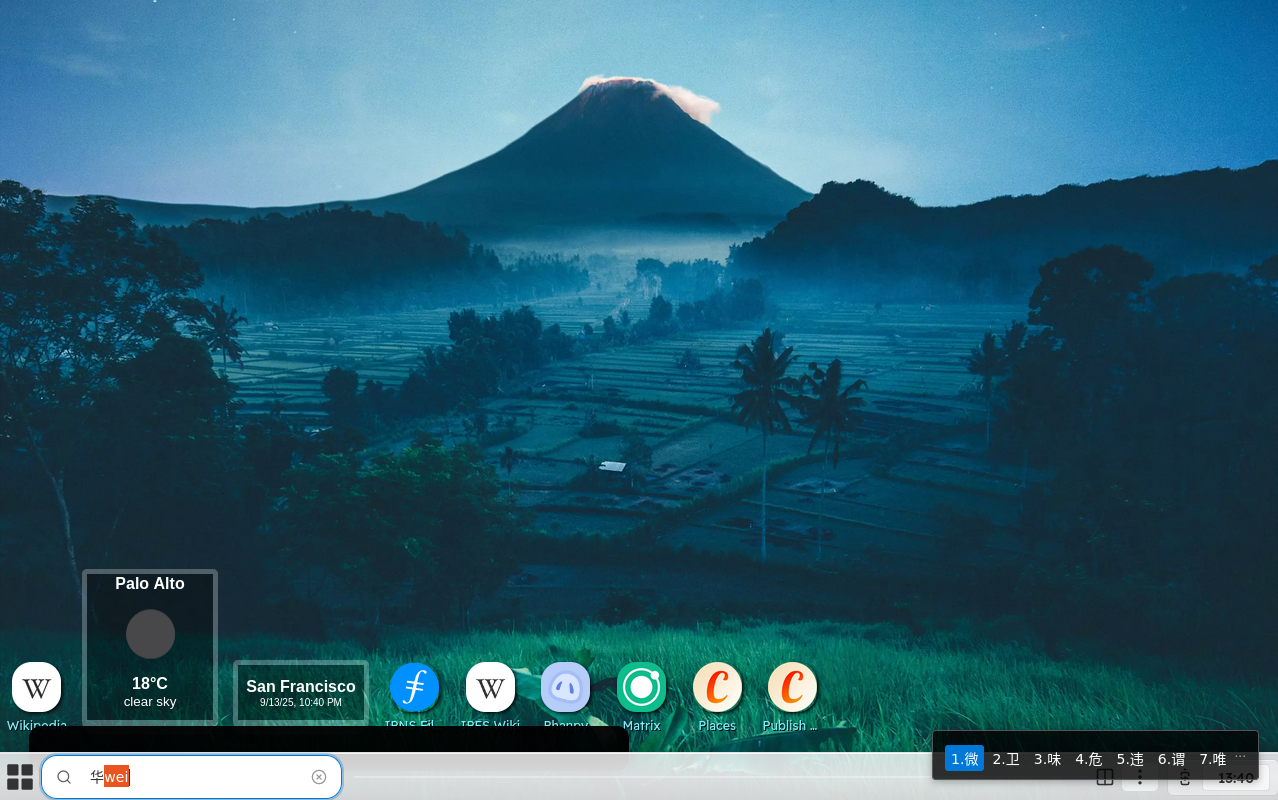 Palo Alto
18°C
clear sky
San Francisco
9/13/25, 10:40 PM
Wikipedia
IPNS Fil...
IPFS Wiki
Phanpy
Matrix
Places
Publish ...
华wei
1.微 2.卫 3.味 4.危 5.违 6.谓 7.唯 ...
13:40